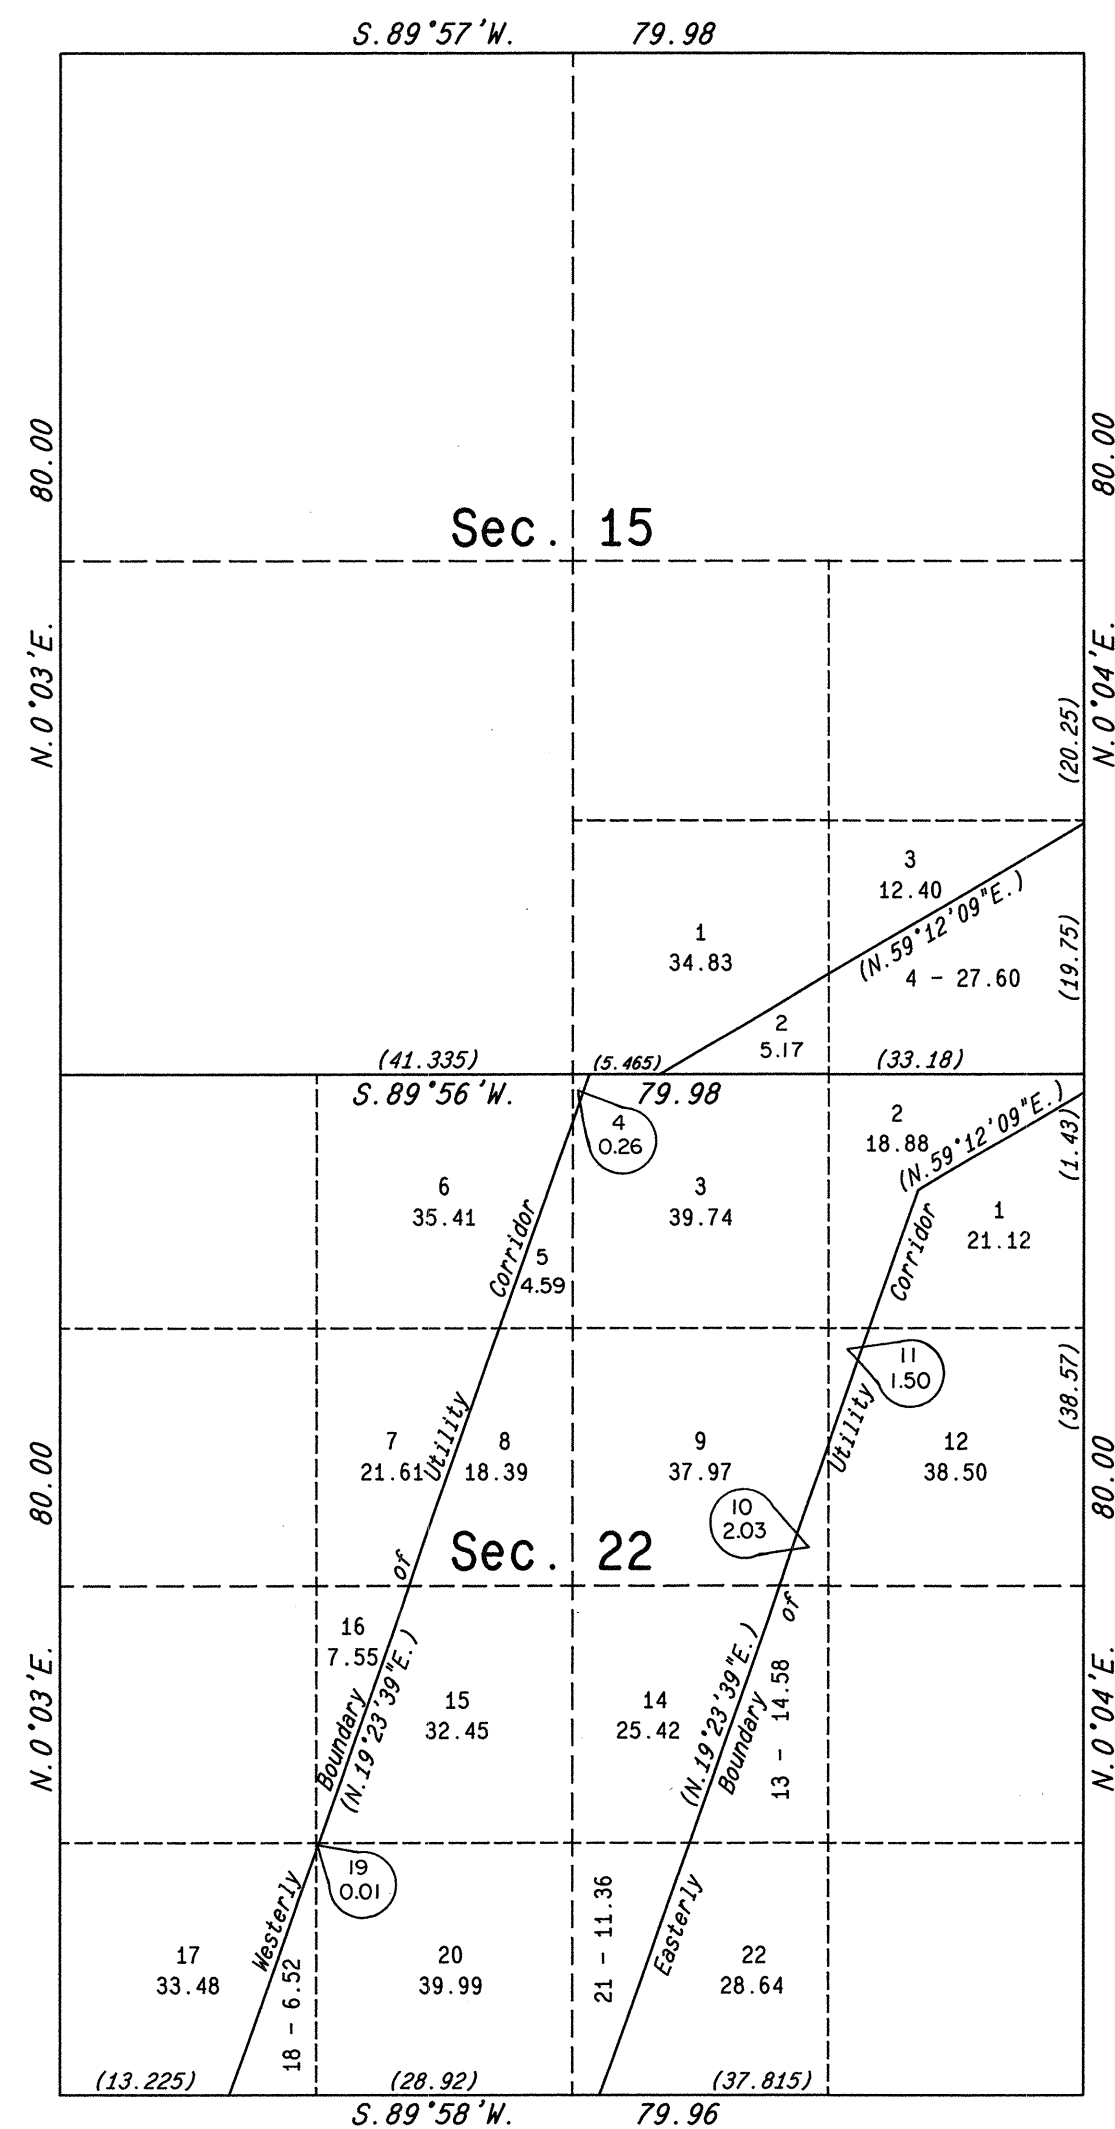 S.89°57'W. 79.98
80.00
80.00
Sec. 15
N.0°03'E.
N.0°04'E.
(20.25)
3
12.40
(N.59°12'09"E.)
1
34.83
(19.75)
4 - 27.60
2
5.17
(41.335) (5.465) (33.18)
S.89°56'W. 79.98
2
18.88
(N.59°12'09"E.)
(1.43)
4
0.26
6
35.41
3
39.74
1
21.12
Corridor
Corridor
5
4.59
11
1.50
(38.57)
Utility
Utility
7
21.61
8
18.39
9
37.97
12
38.50
80.00
80.00
10
2.03
Sec. 22
of
of
16
7.55
(N.19°23'39"E.)
Boundary
15
32.45
14
25.42
(N.19°23'39"E.)
Boundary
13 - 14.58
N.0°03'E.
N.0°04'E.
19
0.01
Westerly
Easterly
17
33.48
18 - 6.52
20
39.99
21 - 11.36
22
28.64
(13.225) (28.92) (37.815)
S.89°58'W. 79.96